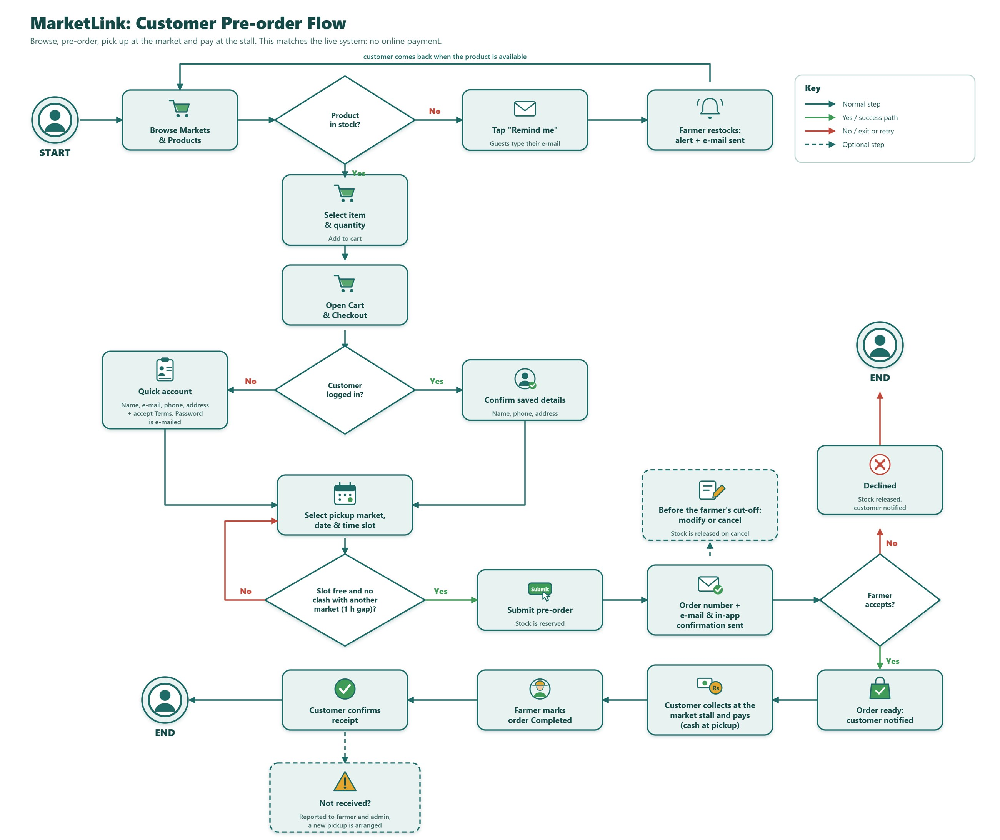 MarketLink: Customer Pre-order Flow
Browse, pre-order, pick up at the market and pay at the stall. This matches the live system: no online payment.
customer comes back when the product is available
START
Browse Markets
& Products
Product
in stock?
No
Tap "Remind me"
Guests type their e-mail
Farmer restocks:
alert + e-mail sent
Key
Normal step
Yes / success path
No / exit or retry
Optional step
Yes
Select item
& quantity
Add to cart
Open Cart
& Checkout
Quick account
Name, e-mail, phone, address
+ accept Terms. Password
is e-mailed
No
Customer
logged in?
Yes
Confirm saved details
Name, phone, address
END
Declined
Stock released,
customer notified
Select pickup market,
date & time slot
Before the farmer's cut-off:
modify or cancel
Stock is released on cancel
No
No
Slot free and no
clash with another
market (1 h gap)?
Yes
Submit
Submit pre-order
Stock is reserved
Order number +
e-mail & in-app
confirmation sent
Farmer
accepts?
Yes
END
Customer confirms
receipt
Farmer marks
order Completed
Rs
Customer collects at the
market stall and pays
(cash at pickup)
Order ready:
customer notified
Not received?
Reported to farmer and admin,
a new pickup is arranged